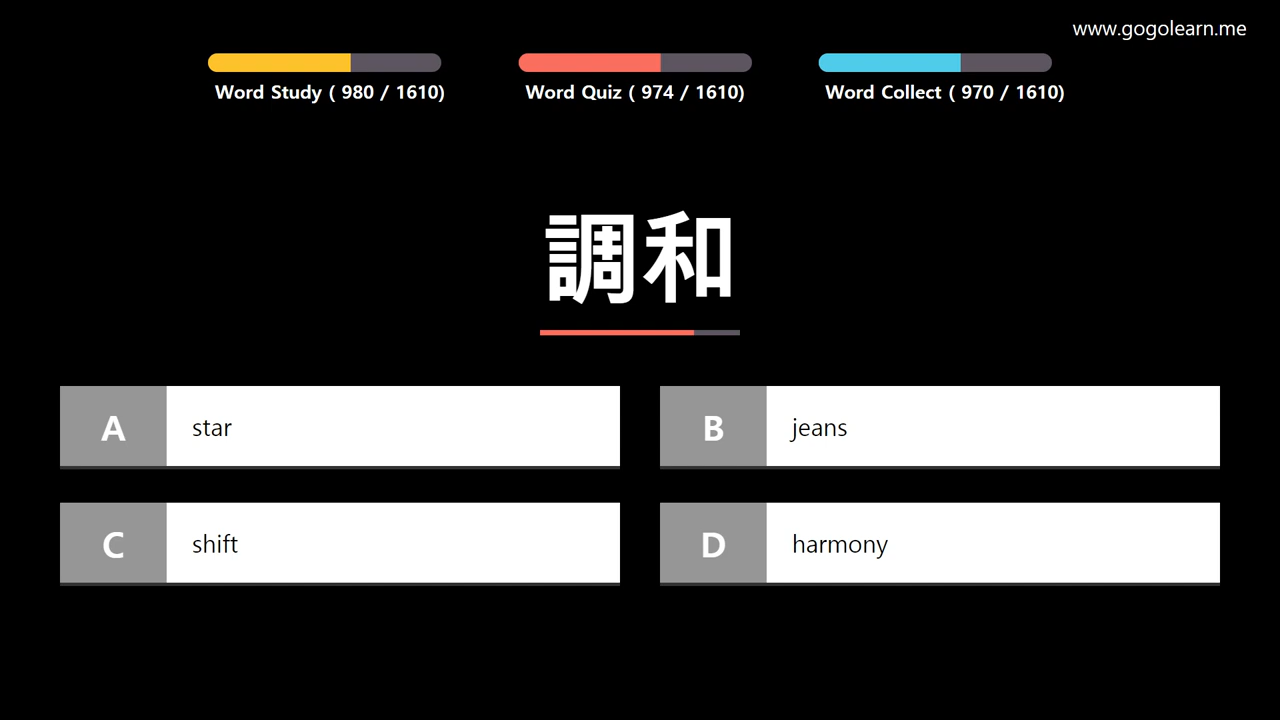 www.gogolearn.me
Word Study ( 980 / 1610)
Word Quiz ( 974 / 1610)
Word Collect ( 970 / 1610)
調和
A star
B jeans
C shift
D harmony